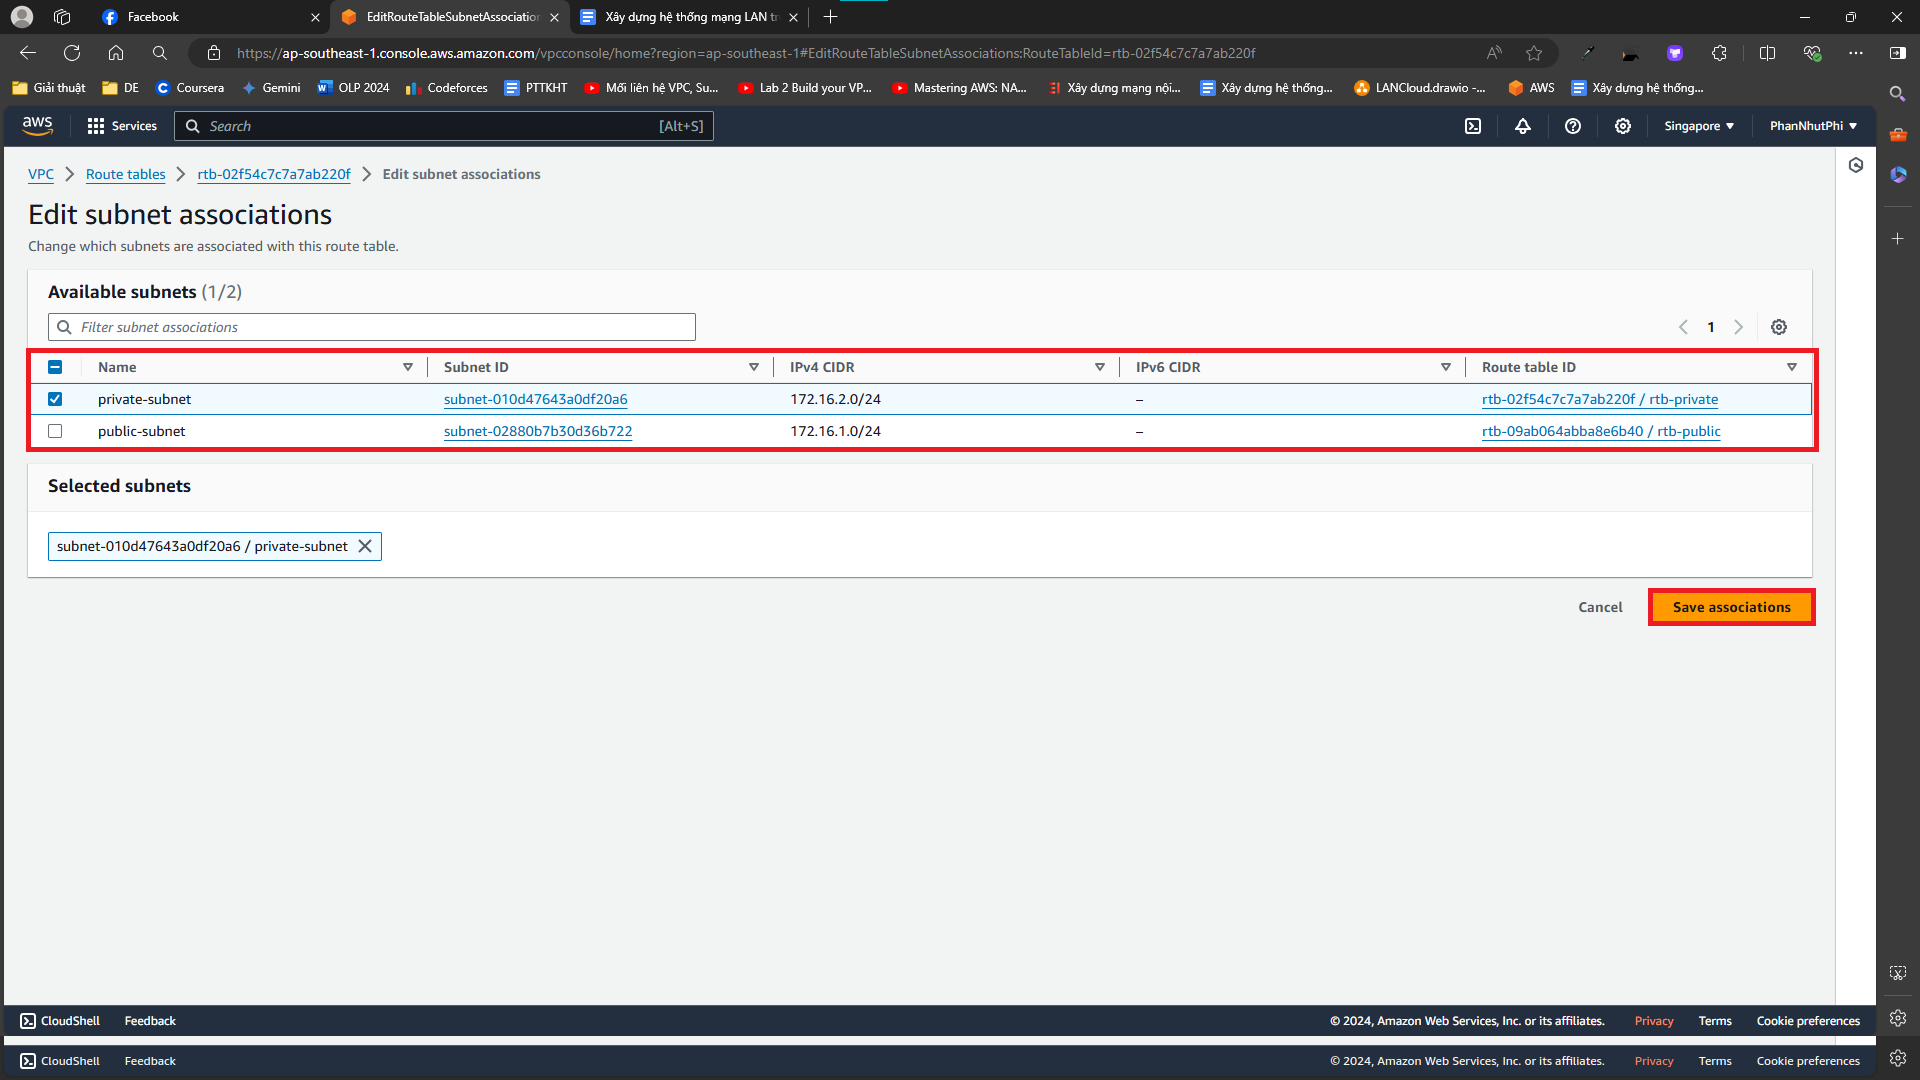 Facebook
EditRouteTableSubnetAssociation
Xây dựng hệ thống mạng LAN tr
https://ap-southeast-1.console.aws.amazon.com/vpcconsole/home?region=ap-southeast-1#EditRouteTableSubnetAssociations:RouteTableId=rtb-02f54c7c7a7ab220f
Giải thuật
DE
Coursera
Gemini
OLP 2024
Codeforces
PTTKHT
Mối liên hệ VPC, Su...
Lab 2 Build your VP...
Mastering AWS: NA...
Xây dựng mạng nội...
Xây dựng hệ thống...
LANCloud.drawio -...
AWS
Xây dựng hệ thống...
aws
Services
Search
[Alt+S]
Singapore
PhanNhutPhi
VPC
Route tables
rtb-02f54c7c7a7ab220f
Edit subnet associations
Edit subnet associations
Change which subnets are associated with this route table.
Available subnets (1/2)
Filter subnet associations
1
Name Subnet ID IPv4 CIDR IPv6 CIDR Route table ID
private-subnet subnet-010d47643a0df20a6 172.16.2.0/24 – rtb-02f54c7c7a7ab220f / rtb-private
public-subnet subnet-02880b7b30d36b722 172.16.1.0/24 – rtb-09ab064abba8e6b40 / rtb-public
Selected subnets
subnet-010d47643a0df20a6 / private-subnet
Cancel
Save associations
CloudShell Feedback © 2024, Amazon Web Services, Inc. or its affiliates. Privacy Terms Cookie preferences
CloudShell Feedback © 2024, Amazon Web Services, Inc. or its affiliates. Privacy Terms Cookie preferences